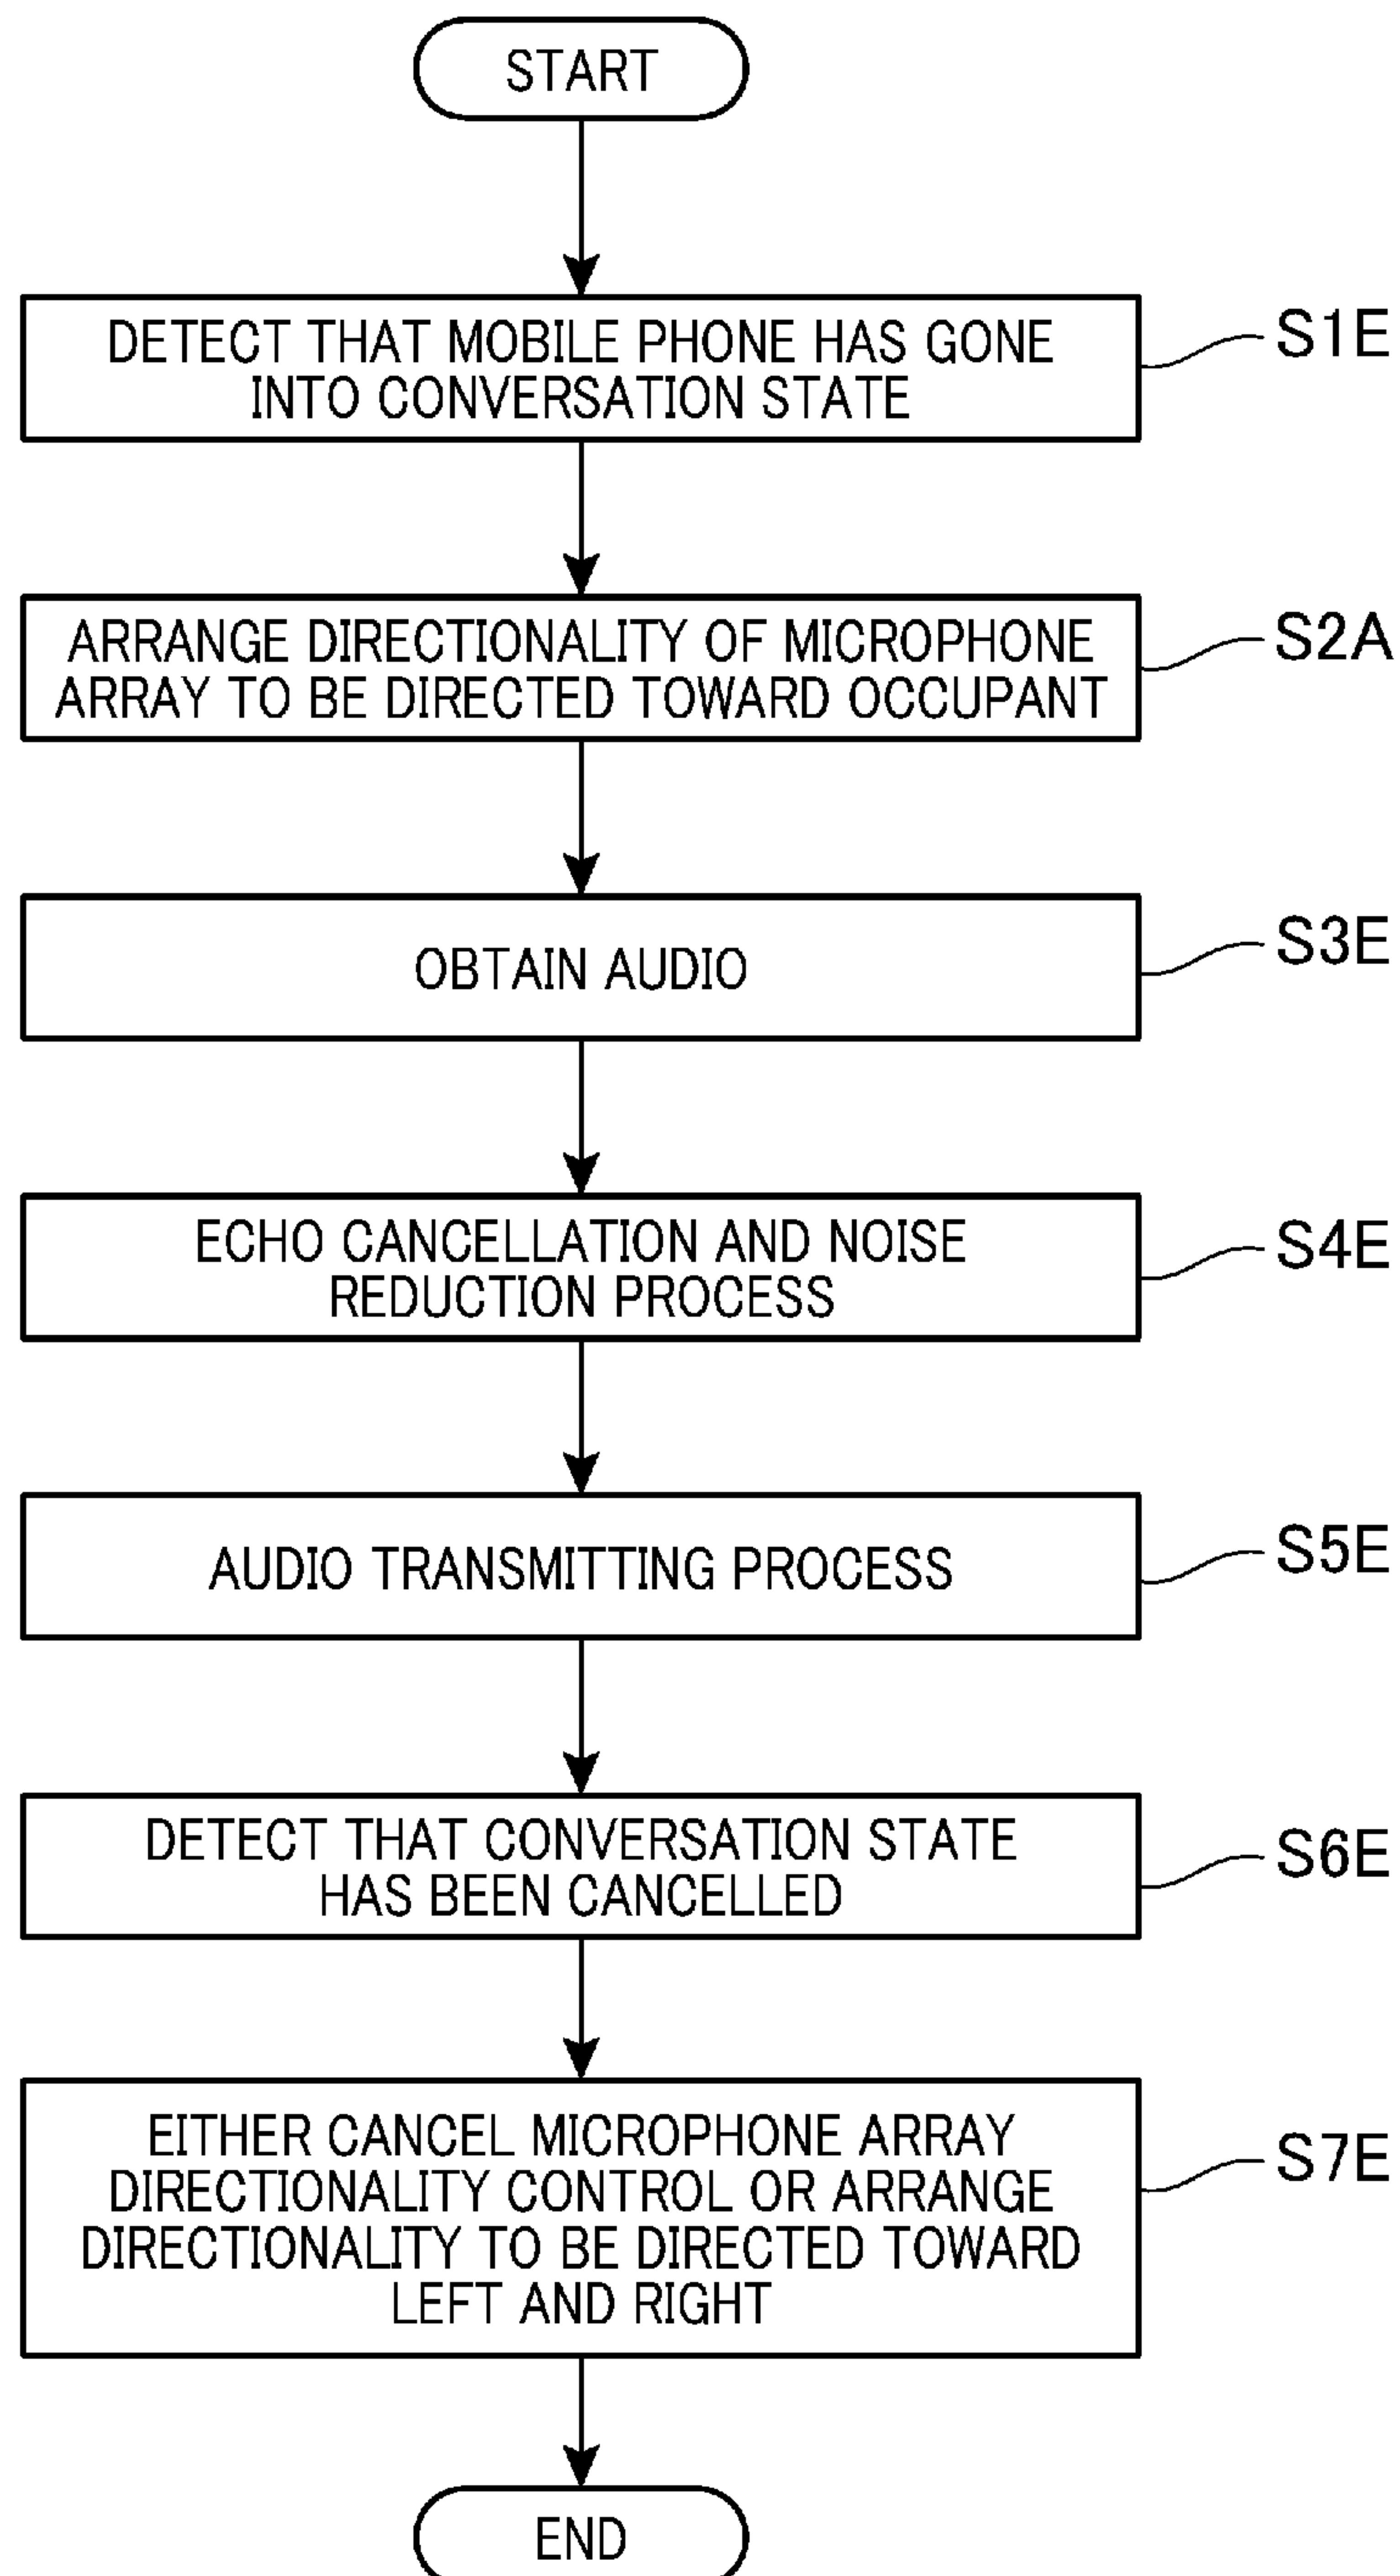 START
DETECT THAT MOBILE PHONE HAS GONE
INTO CONVERSATION STATE
S1E
ARRANGE DIRECTIONALITY OF MICROPHONE
ARRAY TO BE DIRECTED TOWARD OCCUPANT
S2A
OBTAIN AUDIO
S3E
ECHO CANCELLATION AND NOISE
REDUCTION PROCESS
S4E
AUDIO TRANSMITTING PROCESS
S5E
DETECT THAT CONVERSATION STATE
HAS BEEN CANCELLED
S6E
EITHER CANCEL MICROPHONE ARRAY
DIRECTIONALITY CONTROL OR ARRANGE
DIRECTIONALITY TO BE DIRECTED TOWARD
LEFT AND RIGHT
S7E
END